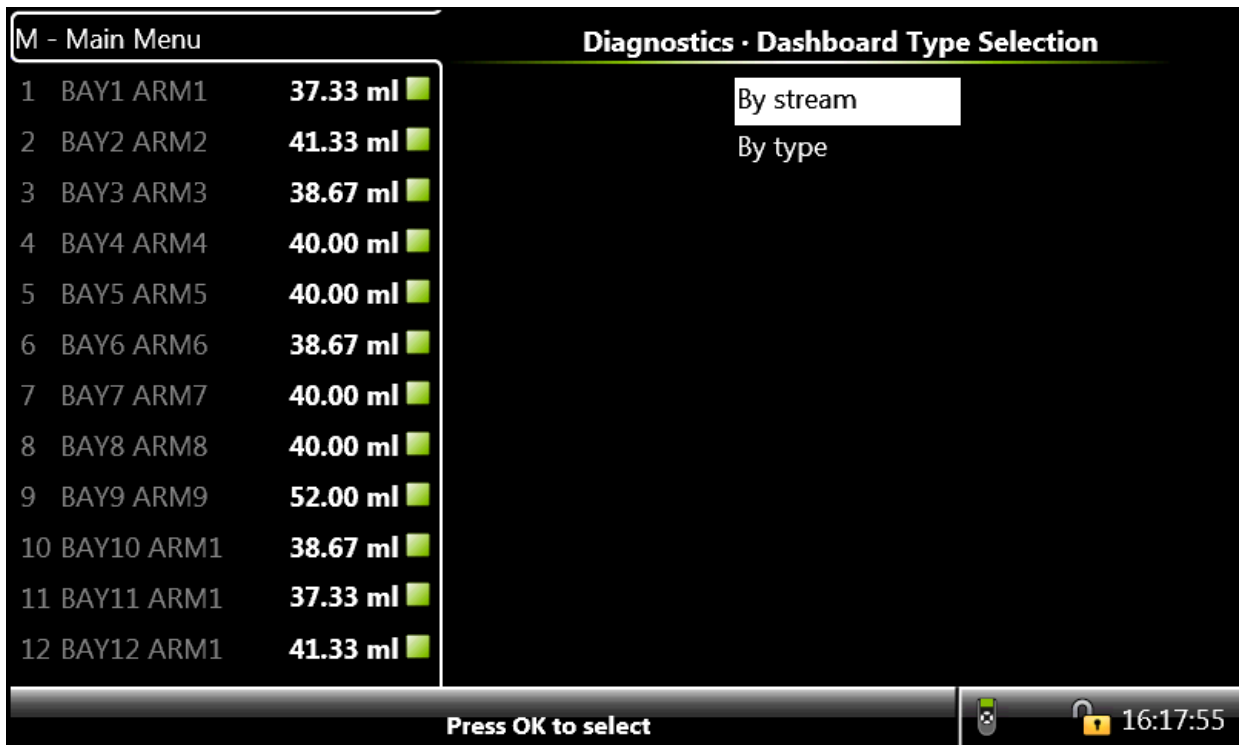 M - Main Menu
1 BAY1 ARM1 37.33 ml
2 BAY2 ARM2 41.33 ml
3 BAY3 ARM3 38.67 ml
4 BAY4 ARM4 40.00 ml
5 BAY5 ARM5 40.00 ml
6 BAY6 ARM6 38.67 ml
7 BAY7 ARM7 40.00 ml
8 BAY8 ARM8 40.00 ml
9 BAY9 ARM9 52.00 ml
10 BAY10 ARM1 38.67 ml
11 BAY11 ARM1 37.33 ml
12 BAY12 ARM1 41.33 ml
Diagnostics · Dashboard Type Selection
By stream
By type
Press OK to select
16:17:55